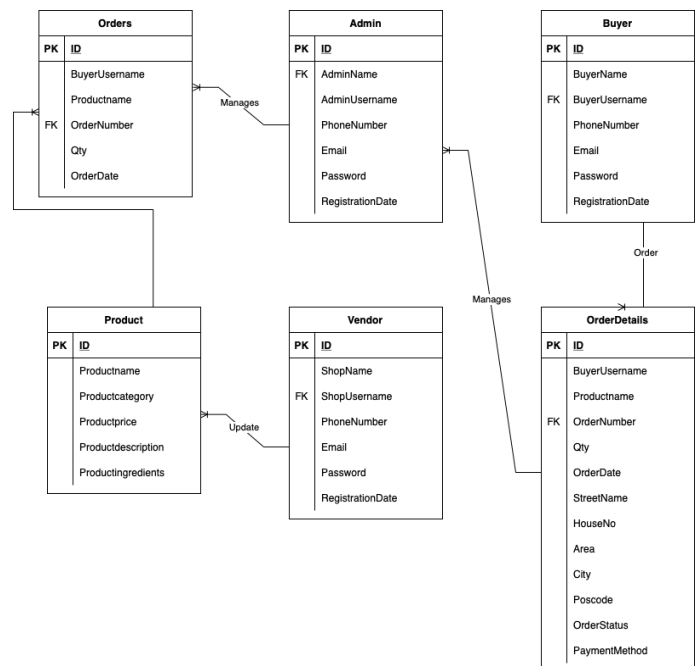 Orders
PK ID
BuyerUsername
Productname
FK OrderNumber
Qty
OrderDate
Manages
Admin
PK ID
FK AdminName
AdminUsername
PhoneNumber
Email
Password
RegistrationDate
Buyer
PK ID
BuyerName
FK BuyerUsername
PhoneNumber
Email
Password
RegistrationDate
Order
Manages
Product
PK ID
Productname
Productcategory
Productprice
Productdescription
Productingredients
Update
Vendor
PK ID
ShopName
FK ShopUsername
PhoneNumber
Email
Password
RegistrationDate
OrderDetails
PK ID
BuyerUsername
Productname
FK OrderNumber
Qty
OrderDate
StreetName
HouseNo
Area
City
Poscode
OrderStatus
PaymentMethod